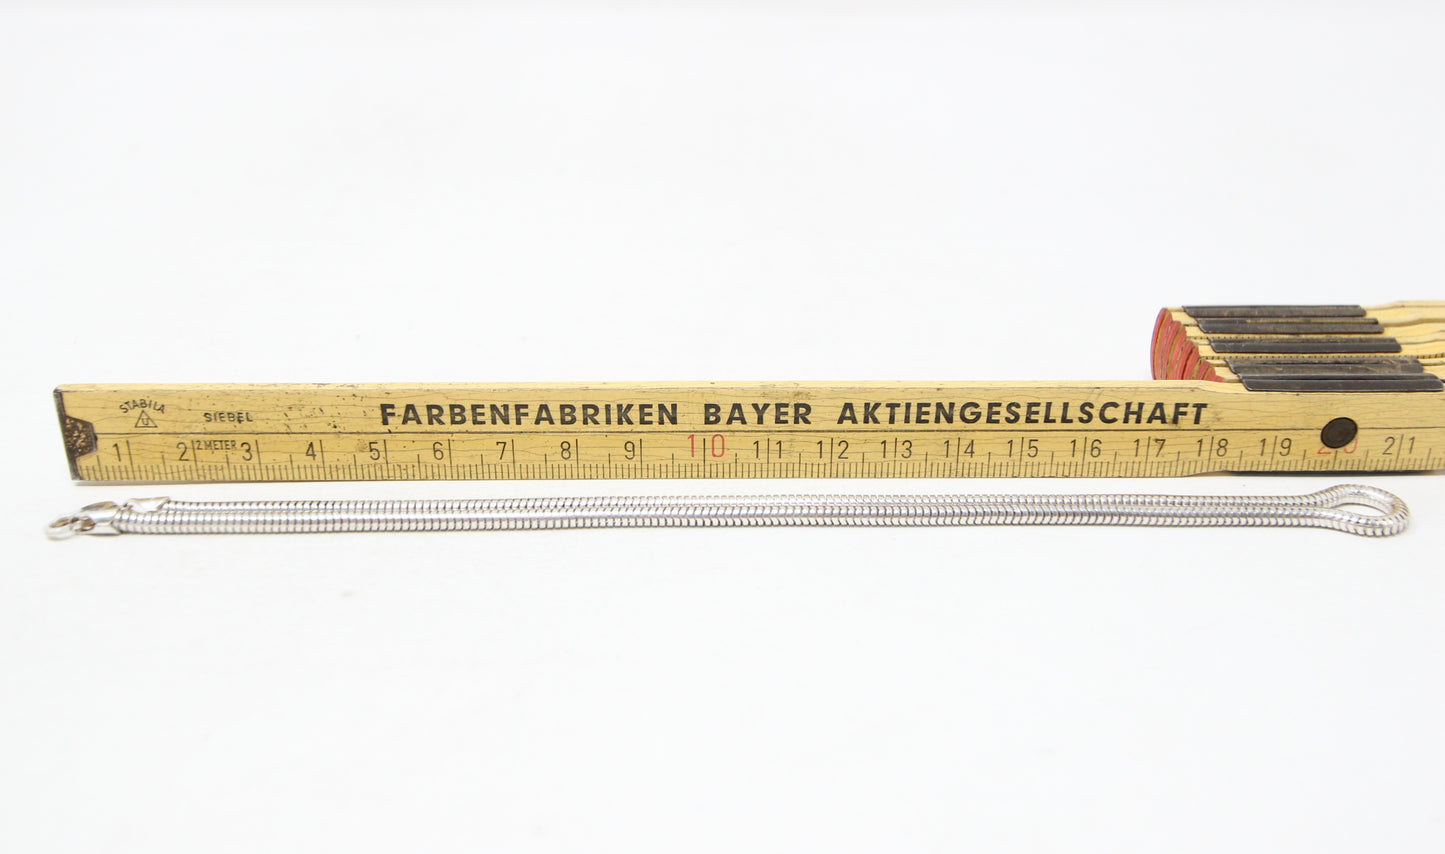 STABILA
U
SIEBEL
FARBENFABRIKEN BAYER AKTIENGESELLSCHAFT
1 2 2 METER 3 4 5 6 7 8 9 10 11 12 13 14 15 16 17 18 19 20 21